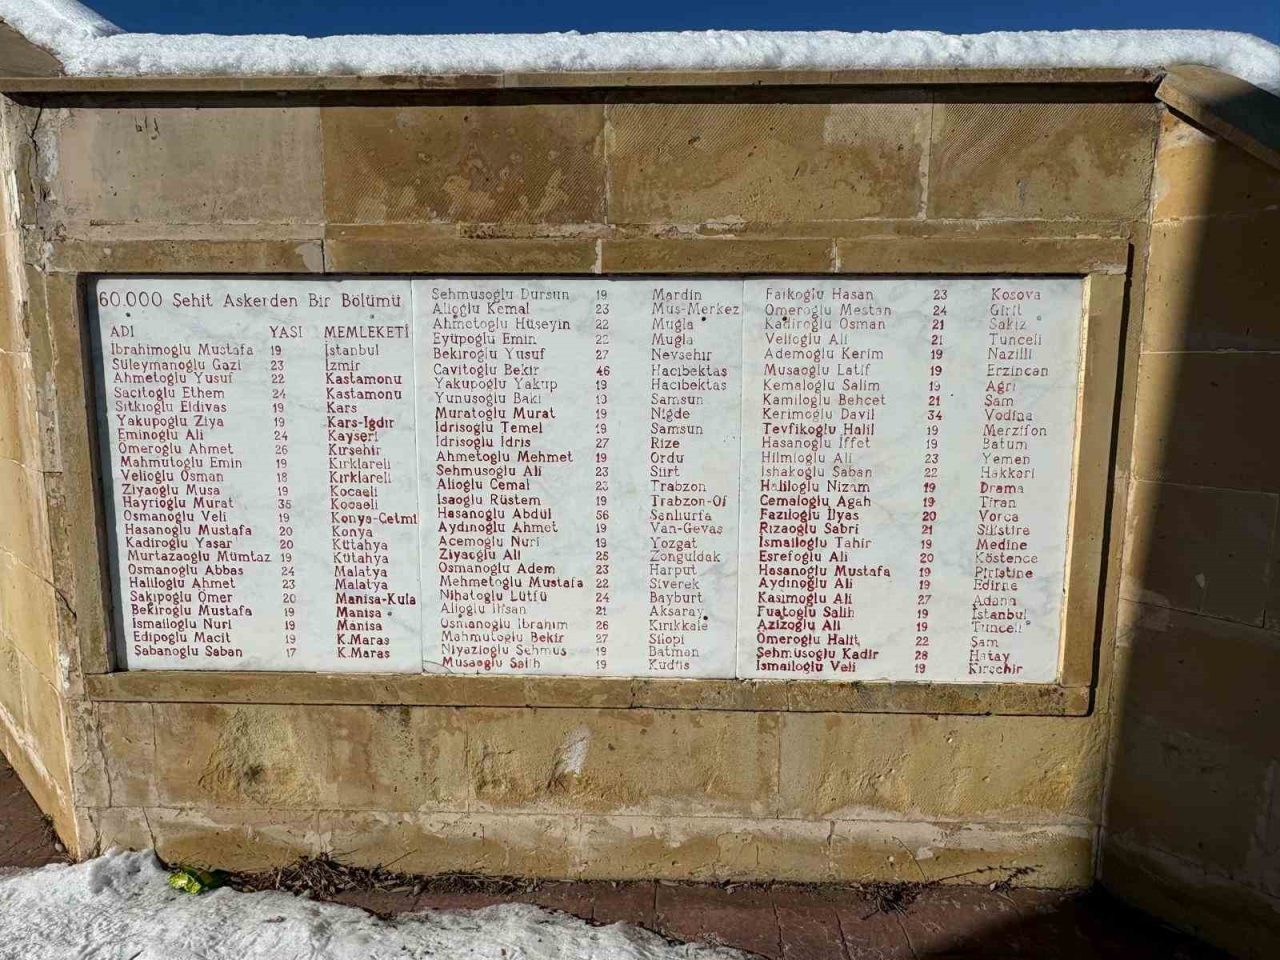 60.000 Şehit Askerden Bir Bölümü
ADI YAŞI MEMLEKETİ
İbrahimoğlu Mustafa 19 İstanbul
Süleymanoğlu Gazi 23 İzmir
Ahmetoğlu Yusuf 22 Kastamonu
Sacitoğlu Ethem 24 Kastamonu
Sıtkıoğlu Eldivas 19 Kars
Yakupoğlu Ziya 19 Kars-Iğdır
Eminoğlu Ali 24 Kayseri
Ömeroğlu Ahmet 26 Kırşehir
Mahmutoğlu Emin 19 Kırklareli
Velioğlu Osman 18 Kırklareli
Ziyaoğlu Musa 19 Kocaeli
Hayrioğlu Murat 35 Kocaeli
Osmanoğlu Veli 19 Konya-Cetmi
Hasanoğlu Mustafa 20 Konya
Kadiroğlu Yaşar 20 Kütahya
Murtazaoğlu Mümtaz 19 Kütahya
Osmanoğlu Abbas 24 Malatya
Haliloğlu Ahmet 23 Malatya
Sakıpoğlu Ömer 20 Manisa-Kula
Bekiroğlu Mustafa 19 Manisa
İsmailoğlu Nuri 19 Manisa
Edipoğlu Macit 19 K.Maraş
Şabanoğlu Şaban 17 K.Maraş
Şehmusoğlu Dursun 19 Mardin
Alioğlu Kemal 23 Mus-Merkez
Ahmetoğlu Hüseyin 22 Muğla
Eyüpoğlu Emin 22 Muğla
Bekiroğlu Yusuf 27 Nevşehir
Cavitoğlu Bekir 46 Hacıbektaş
Yakupoğlu Yakup 19 Hacıbektaş
Yunusoğlu Baki 19 Samsun
Muratoğlu Murat 19 Niğde
İdrisoğlu Temel 19 Samsun
İdrisoğlu İdris 27 Rize
Ahmetoğlu Mehmet 19 Ordu
Şehmusoğlu Ali 23 Siirt
Alioğlu Cemal 23 Trabzon
İsaoğlu Rüstem 19 Trabzon-Of
Hasanoğlu Abdül 56 Şanlıurfa
Aydınoğlu Ahmet 19 Van-Gevaş
Acemoğlu Nuri 19 Yozgat
Ziyaoğlu Ali 25 Zonguldak
Osmanoğlu Adem 23 Harput
Mehmetoğlu Mustafa 22 Siverek
Nihatoğlu Lütfü 24 Bayburt
Alioğlu İhsan 21 Aksaray
Osmanoğlu İbrahim 26 Kırıkkale
Mahmutoğlu Bekir 27 Silopi
Niyazioğlu Şehmus 19 Batman
Musaoğlu Salih 19 Kudüs
Faikoğlu Hasan 23 Kosova
Ömeroğlu Mestan 24 Girit
Kadiroğlu Osman 21 Sakız
Velioğlu Ali 21 Tunceli
Ademoğlu Kerim 19 Nazilli
Musaoğlu Latif 19 Erzincan
Kemaloğlu Salim 19 Ağrı
Kamiloğlu Behcet 21 Şam
Kerimoğlu Davil 34 Vodina
Tevfikoğlu Halil 19 Merzifon
Hasanoğlu İffet 19 Batum
Hilmioğlu Ali 23 Yemen
İshakoğlu Şaban 22 Hakkari
Haliloğlu Nizam 19 Drama
Cemaloğlu Agah 19 Tiran
Faziloğlu İlyas 20 Vorca
Rızaoğlu Sabri 21 Silistire
İsmailoğlu Tahir 19 Medine
Eşrefoğlu Ali 20 Köstence
Hasanoğlu Mustafa 19 Piriştine
Aydınoğlu Ali 19 Edirne
Kasımoğlu Ali 27 Adana
Fuatoğlu Salih 19 İstanbul
Azizoğlu Ali 19 Tunceli
Ömeroğlu Halit 22 Şam
Şehmusoğlu Kadir 28 Hatay
İsmailoğlu Veli 19 Kırşehir